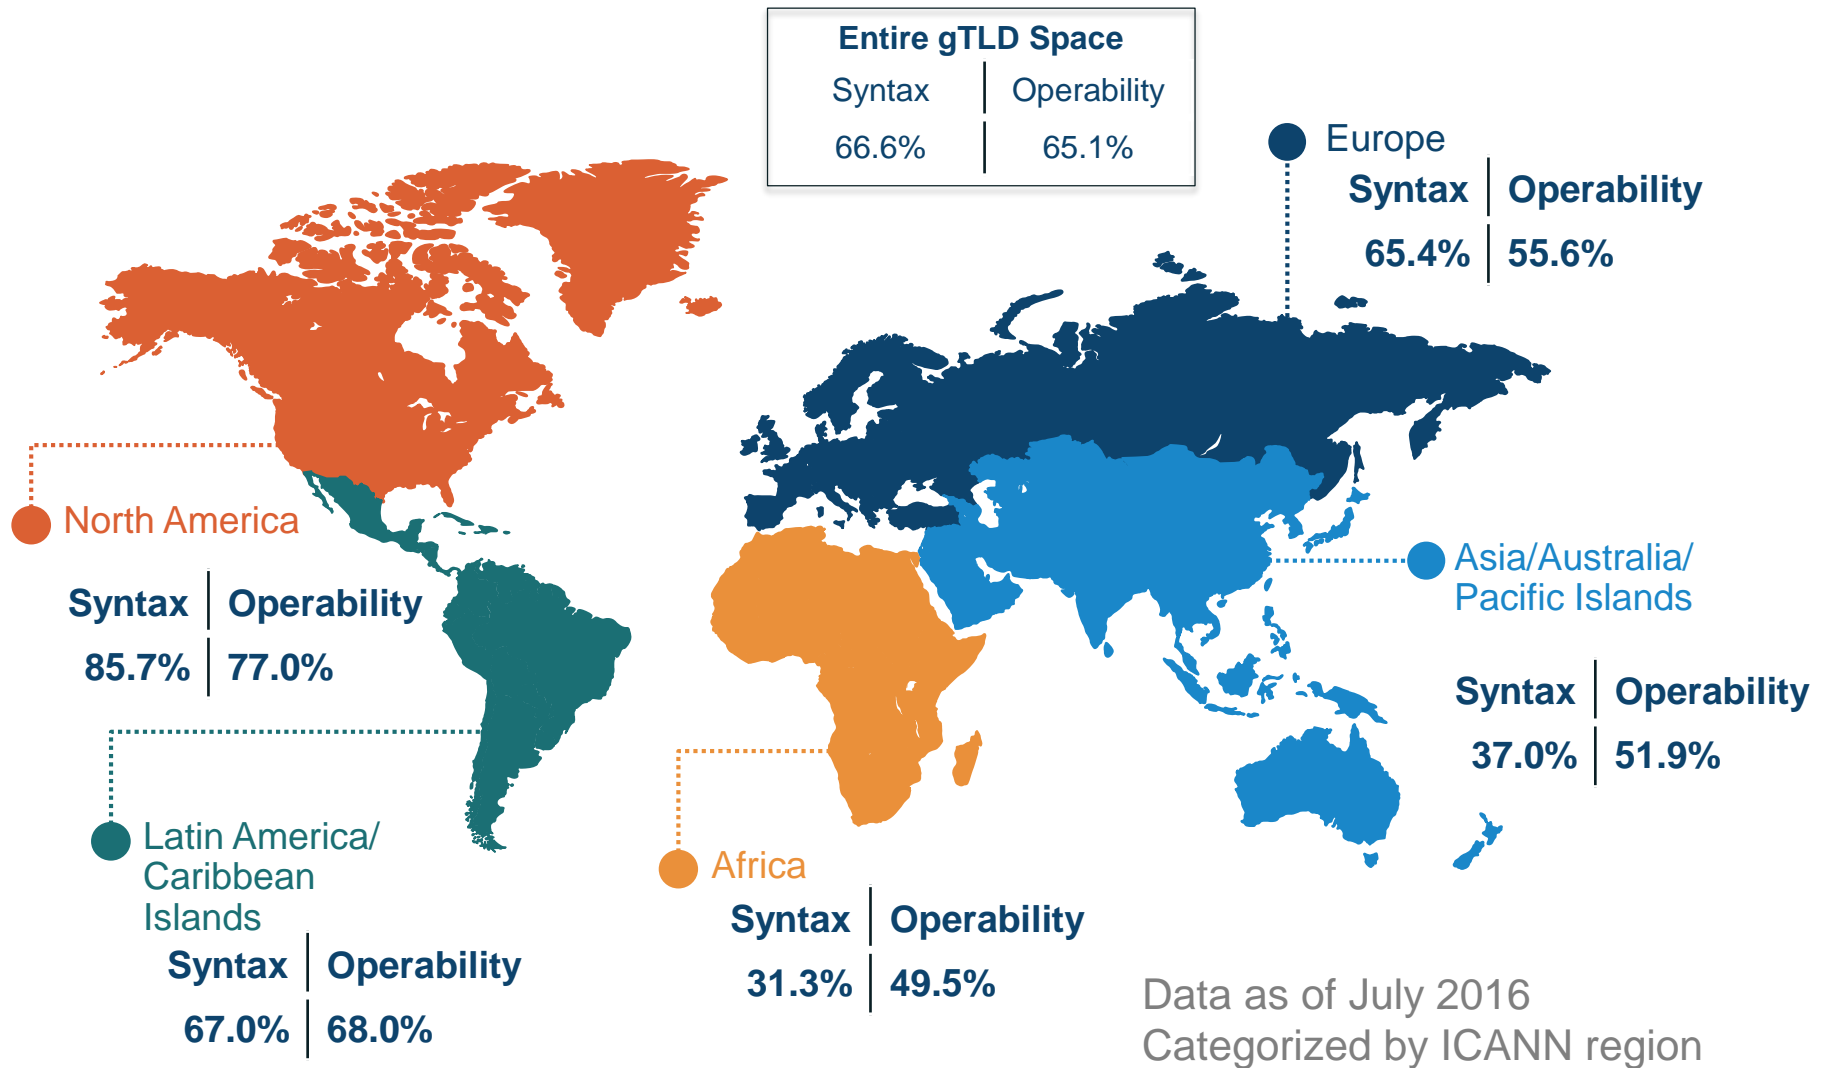 Entire gTLD Space
Syntax Operability
66.6% 65.1%
Europe
Syntax Operability
65.4% 55.6%
North America
Syntax Operability
85.7% 77.0%
Asia/Australia/
Pacific Islands
Syntax Operability
37.0% 51.9%
Latin America/
Caribbean
Islands
Syntax Operability
67.0% 68.0%
Africa
Syntax Operability
31.3% 49.5%
Data as of July 2016
Categorized by ICANN region